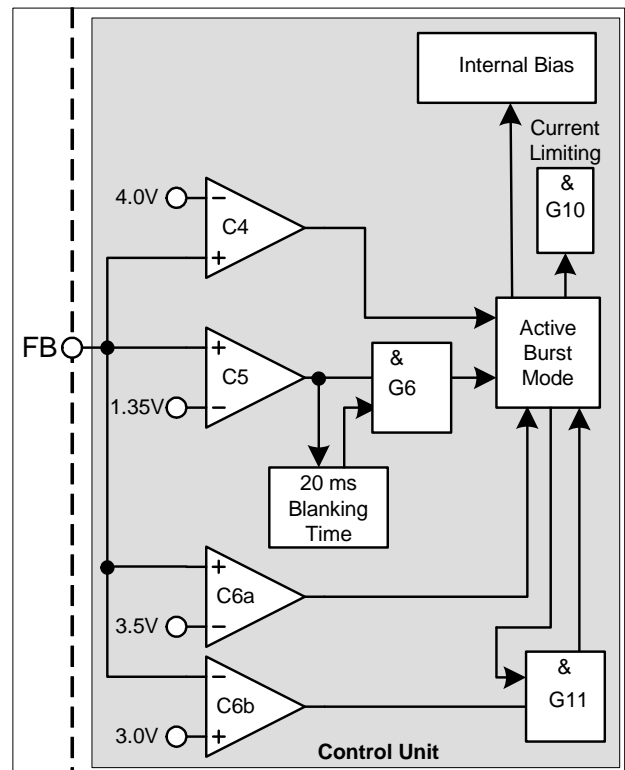 Internal Bias
Current
Limiting
&
G10
4.0V
−
C4
+
FB
+
C5
−
1.35V
&
G6
Active
Burst
Mode
20 ms
Blanking
Time
+
C6a
−
3.5V
−
C6b
+
3.0V
&
G11
Control Unit